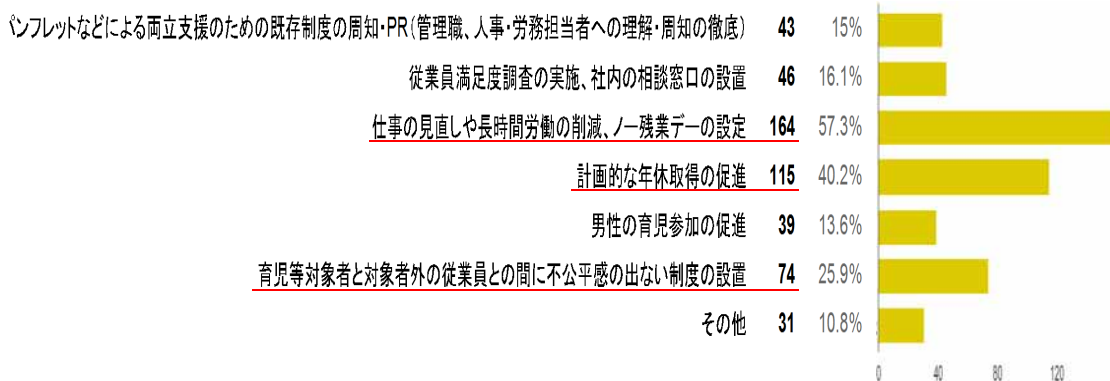 パンフレットなどによる両立支援のための既存制度の周知・PR（管理職、人事・労務担当者への理解・周知の徹底） 43 15%
従業員満足度調査の実施、社内の相談窓口の設置 46 16.1%
仕事の見直しや長時間労働の削減、ノー残業デーの設定 164 57.3%
計画的な年休取得の促進 115 40.2%
男性の育児参加の促進 39 13.6%
育児等対象者と対象者外の従業員との間に不公平感の出ない制度の設置 74 25.9%
その他 31 10.8%
0 40 80 120